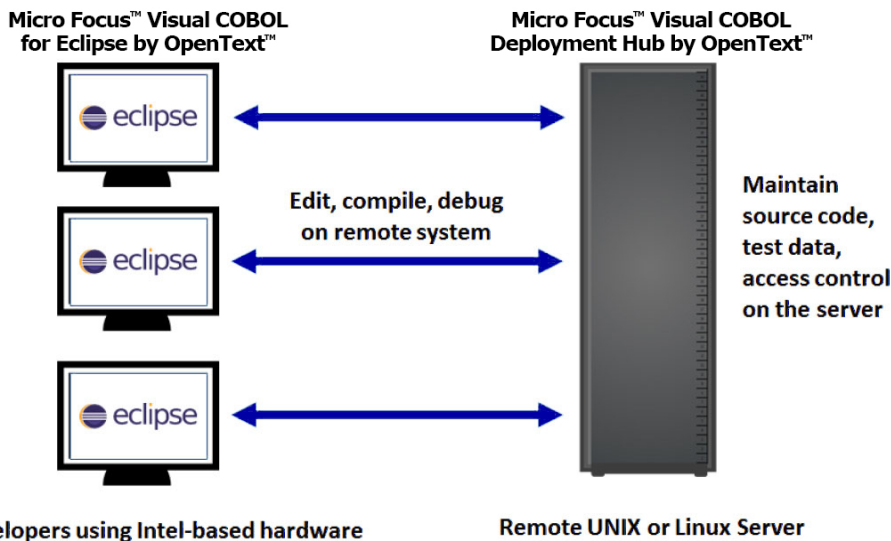 Micro Focus™ Visual COBOL
for Eclipse by OpenText™
Micro Focus™ Visual COBOL
Deployment Hub by OpenText™
eclipse
eclipse
eclipse
Edit, compile, debug
on remote system
Maintain
source code,
test data,
access control
on the server
elopers using Intel-based hardware
Remote UNIX or Linux Server